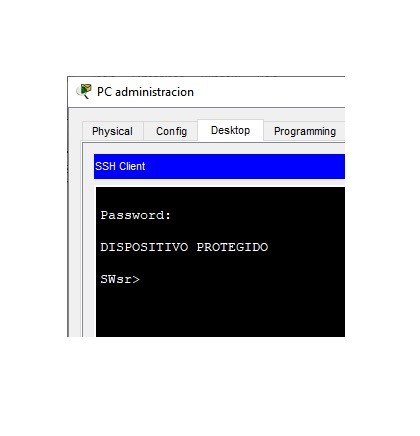 PC administracion
Physical Config Desktop Programming
SSH Client
Password:
DISPOSITIVO PROTEGIDO
SWsr>